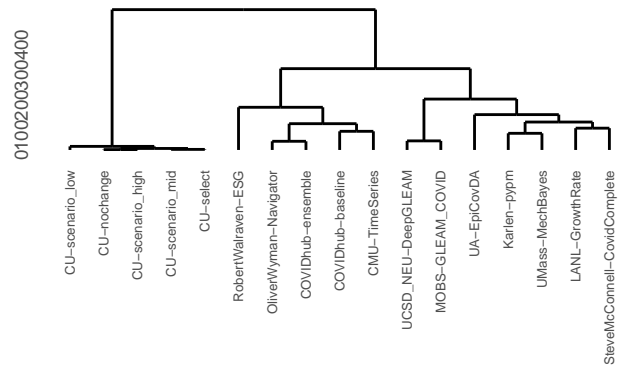 0100200300400
CU−scenario_low
CU−nochange
CU−scenario_high
CU−scenario_mid
CU−select
RobertWalraven−ESG
OliverWyman−Navigator
COVIDhub−ensemble
COVIDhub−baseline
CMU−TimeSeries
UCSD_NEU−DeepGLEAM
MOBS−GLEAM_COVID
UA−EpiCovDA
Karlen−pypm
UMass−MechBayes
LANL−GrowthRate
SteveMcConnell−CovidComplete